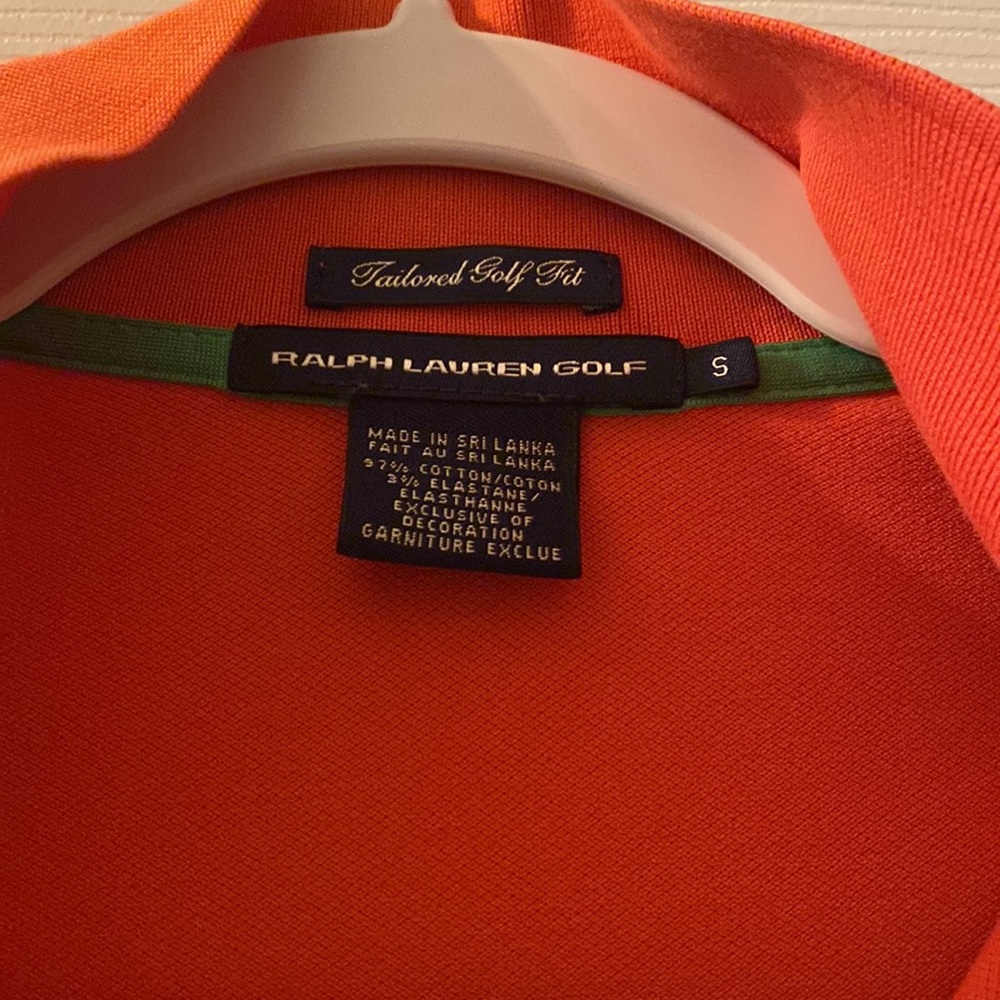 Tailored Golf Fit
RALPH LAUREN GOLF
S
MADE IN SRI LANKA
FAIT AU SRI LANKA
97% COTTON/COTON
3% ELASTANE/
ELASTHANNE
EXCLUSIVE OF
DECORATION
GARNITURE EXCLUE